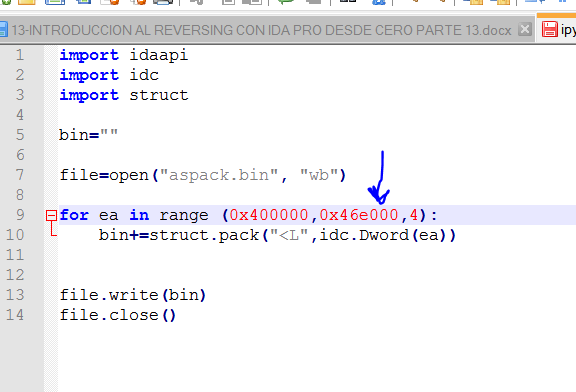 13-INTRODUCCION AL REVERSING CON IDA PRO DESDE CERO PARTE 13.docx ipy
1 import idaapi
2 import idc
3 import struct
4
5 bin=""
6
7 file=open("aspack.bin", "wb")
8
9 for ea in range (0x400000,0x46e000,4):
10 bin+=struct.pack("<L",idc.Dword(ea))
11
12
13 file.write(bin)
14 file.close()